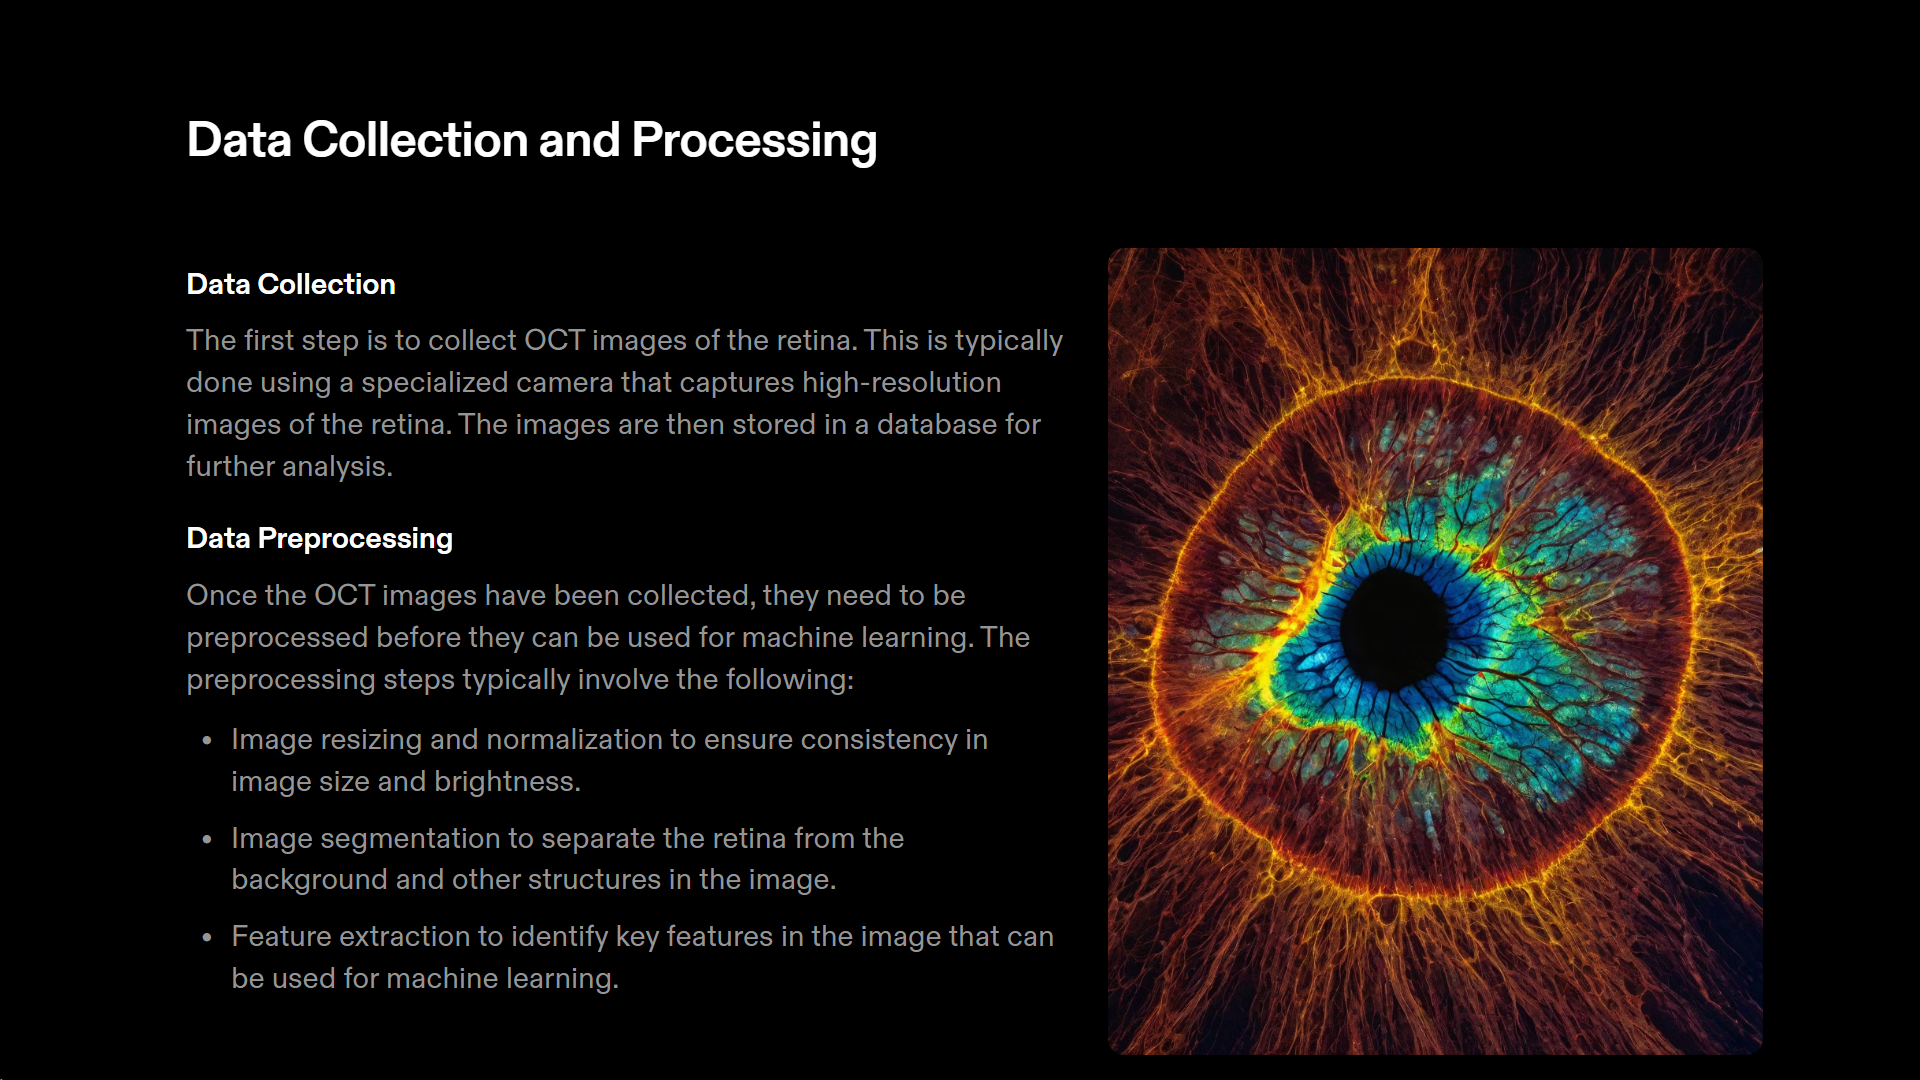 Data Collection and Processing
Data Collection
The first step is to collect OCT images of the retina. This is typically
done using a specialized camera that captures high-resolution
images of the retina. The images are then stored in a database for
further analysis.
Data Preprocessing
Once the OCT images have been collected, they need to be
preprocessed before they can be used for machine learning. The
preprocessing steps typically involve the following:
• Image resizing and normalization to ensure consistency in
image size and brightness.
• Image segmentation to separate the retina from the
background and other structures in the image.
• Feature extraction to identify key features in the image that can
be used for machine learning.